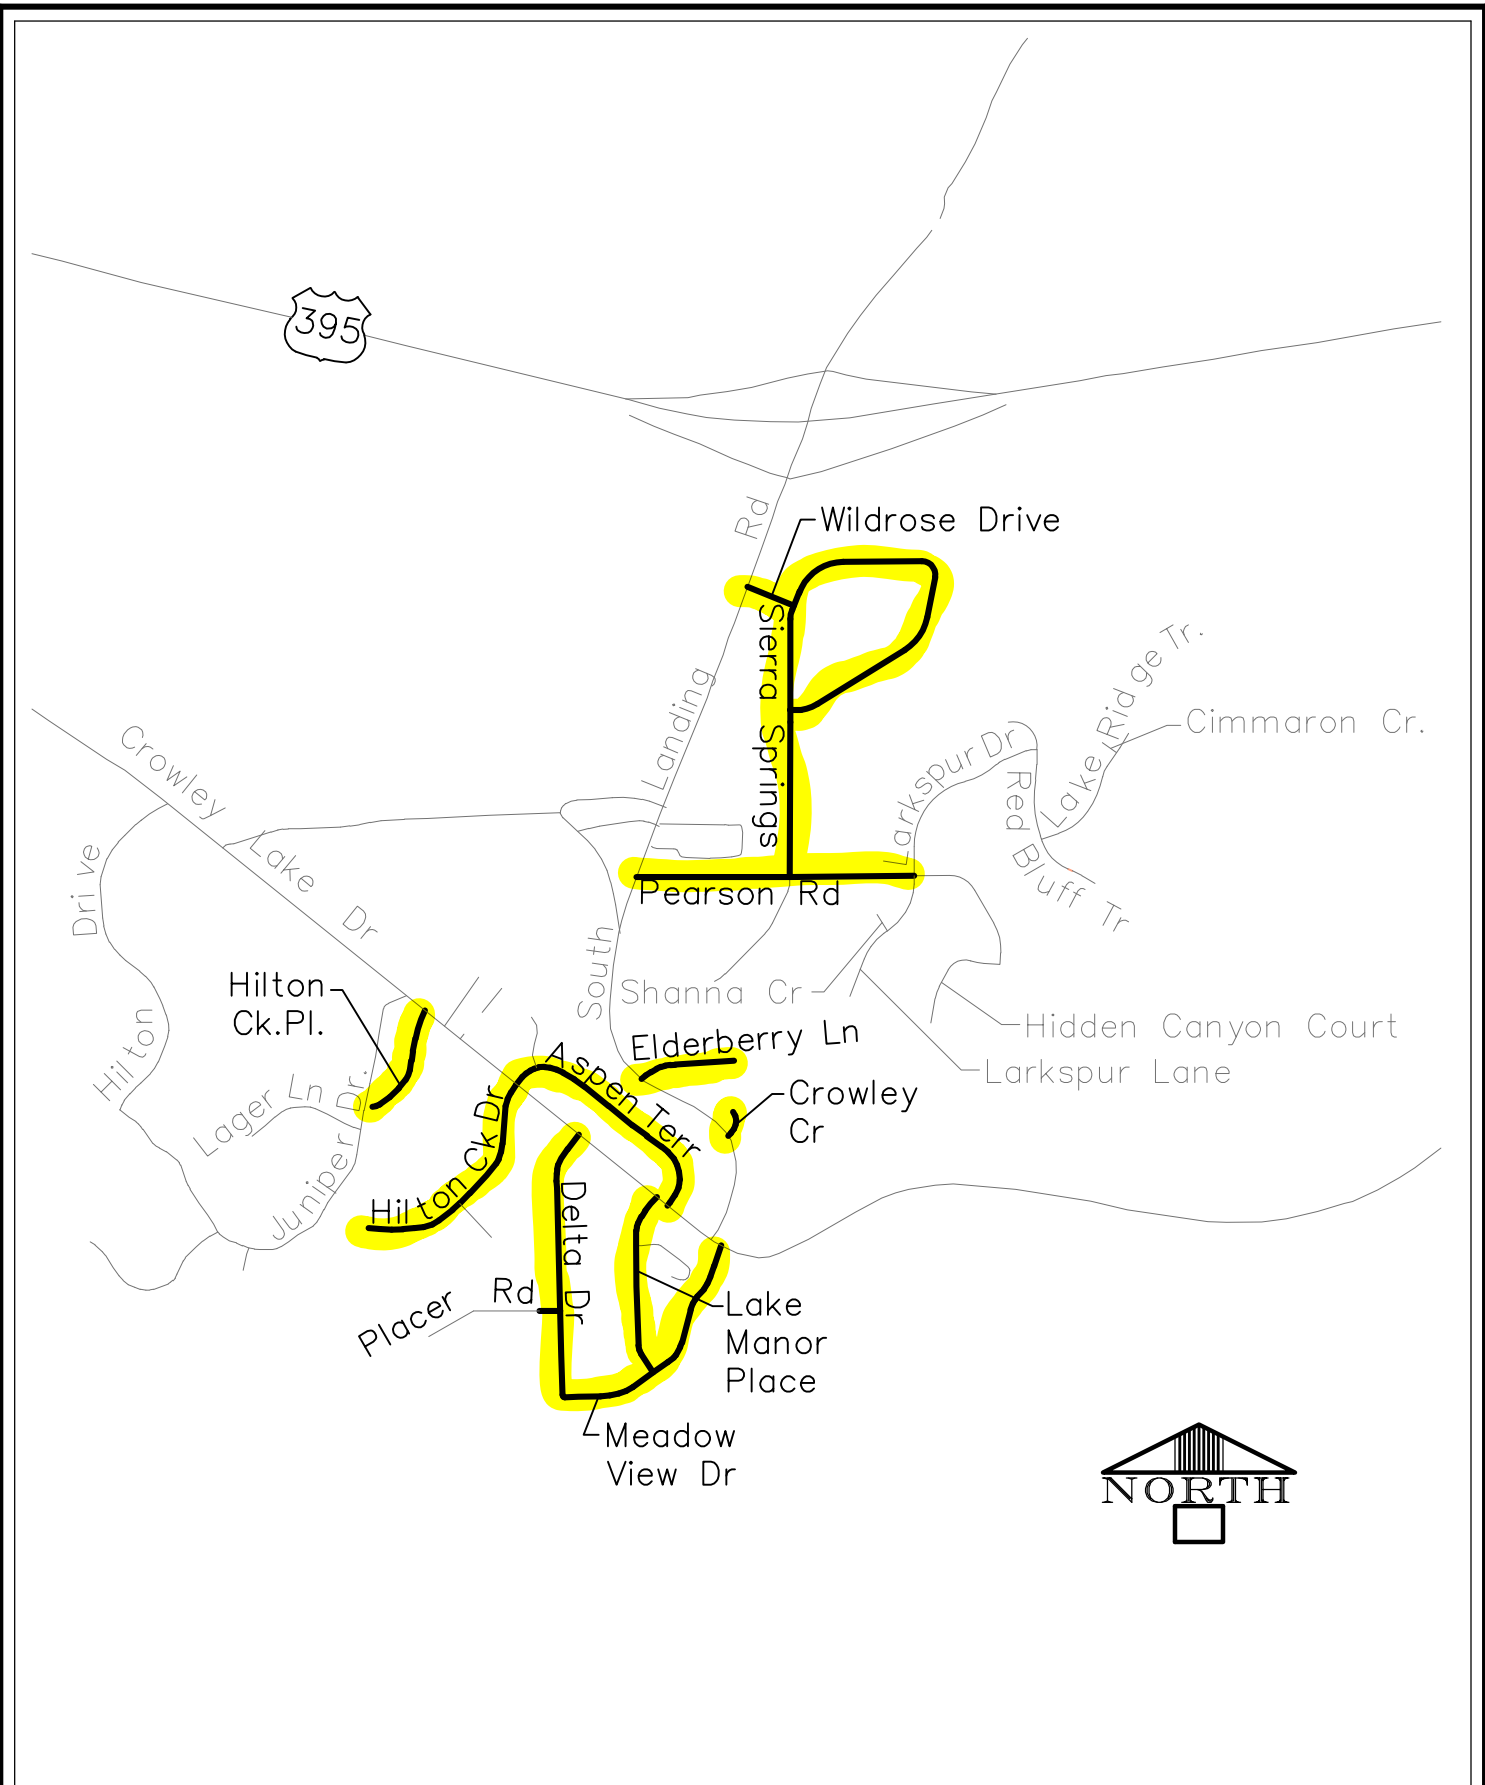 395
Wildrose Drive
Sierra Springs
South Landing Rd
Lake Ridge Tr.
Cimmaron Cr.
Larkspur Dr
Red Bluff Tr
Crowley Lake Dr
Hilton Drive
Pearson Rd
Hilton
Ck.Pl.
Shanna Cr
Hidden Canyon Court
Larkspur Lane
Elderberry Ln
Aspen Terr
Crowley
Cr
Lager Ln
Juniper Dr.
Hilton Ck Dr
Delta Dr
Placer Rd
Lake
Manor
Place
Meadow
View Dr
NORTH